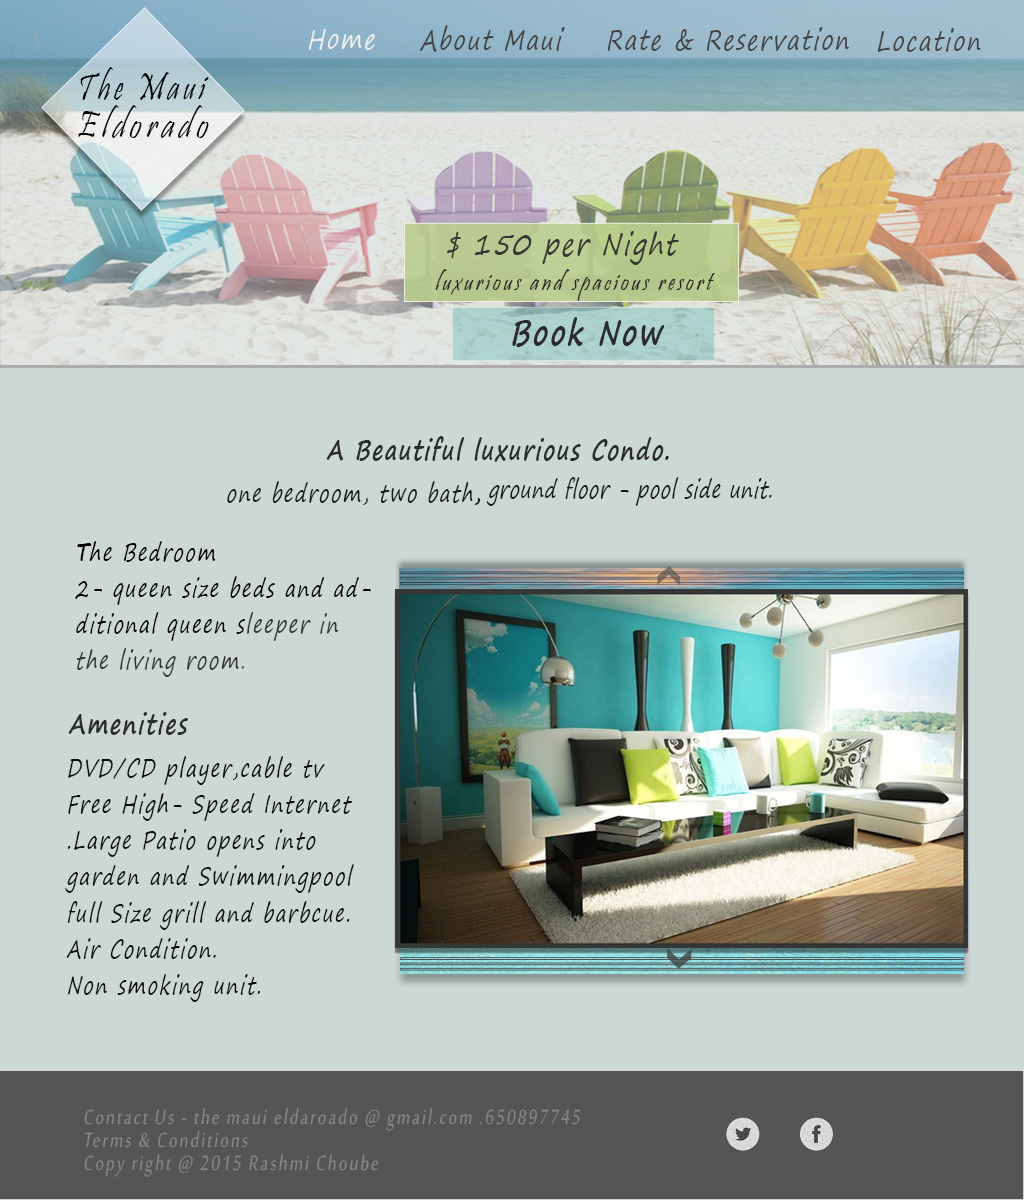 Home About Maui Rate & Reservation Location
The Maui
Eldorado
$ 150 per Night
luxurious and spacious resort
Book Now
A Beautiful luxurious Condo.
one bedroom, two bath, ground floor - pool side unit.
The Bedroom
2- queen size beds and ad-
ditional queen sleeper in
the living room.
Amenities
DVD/CD player,cable tv
Free High- Speed Internet
.Large Patio opens into
garden and Swimmingpool
full Size grill and barbcue.
Air Condition.
Non smoking unit.
Contact Us - the maui eldaroado @ gmail.com .650897745
Terms & Conditions
Copy right @ 2015 Rashmi Choube